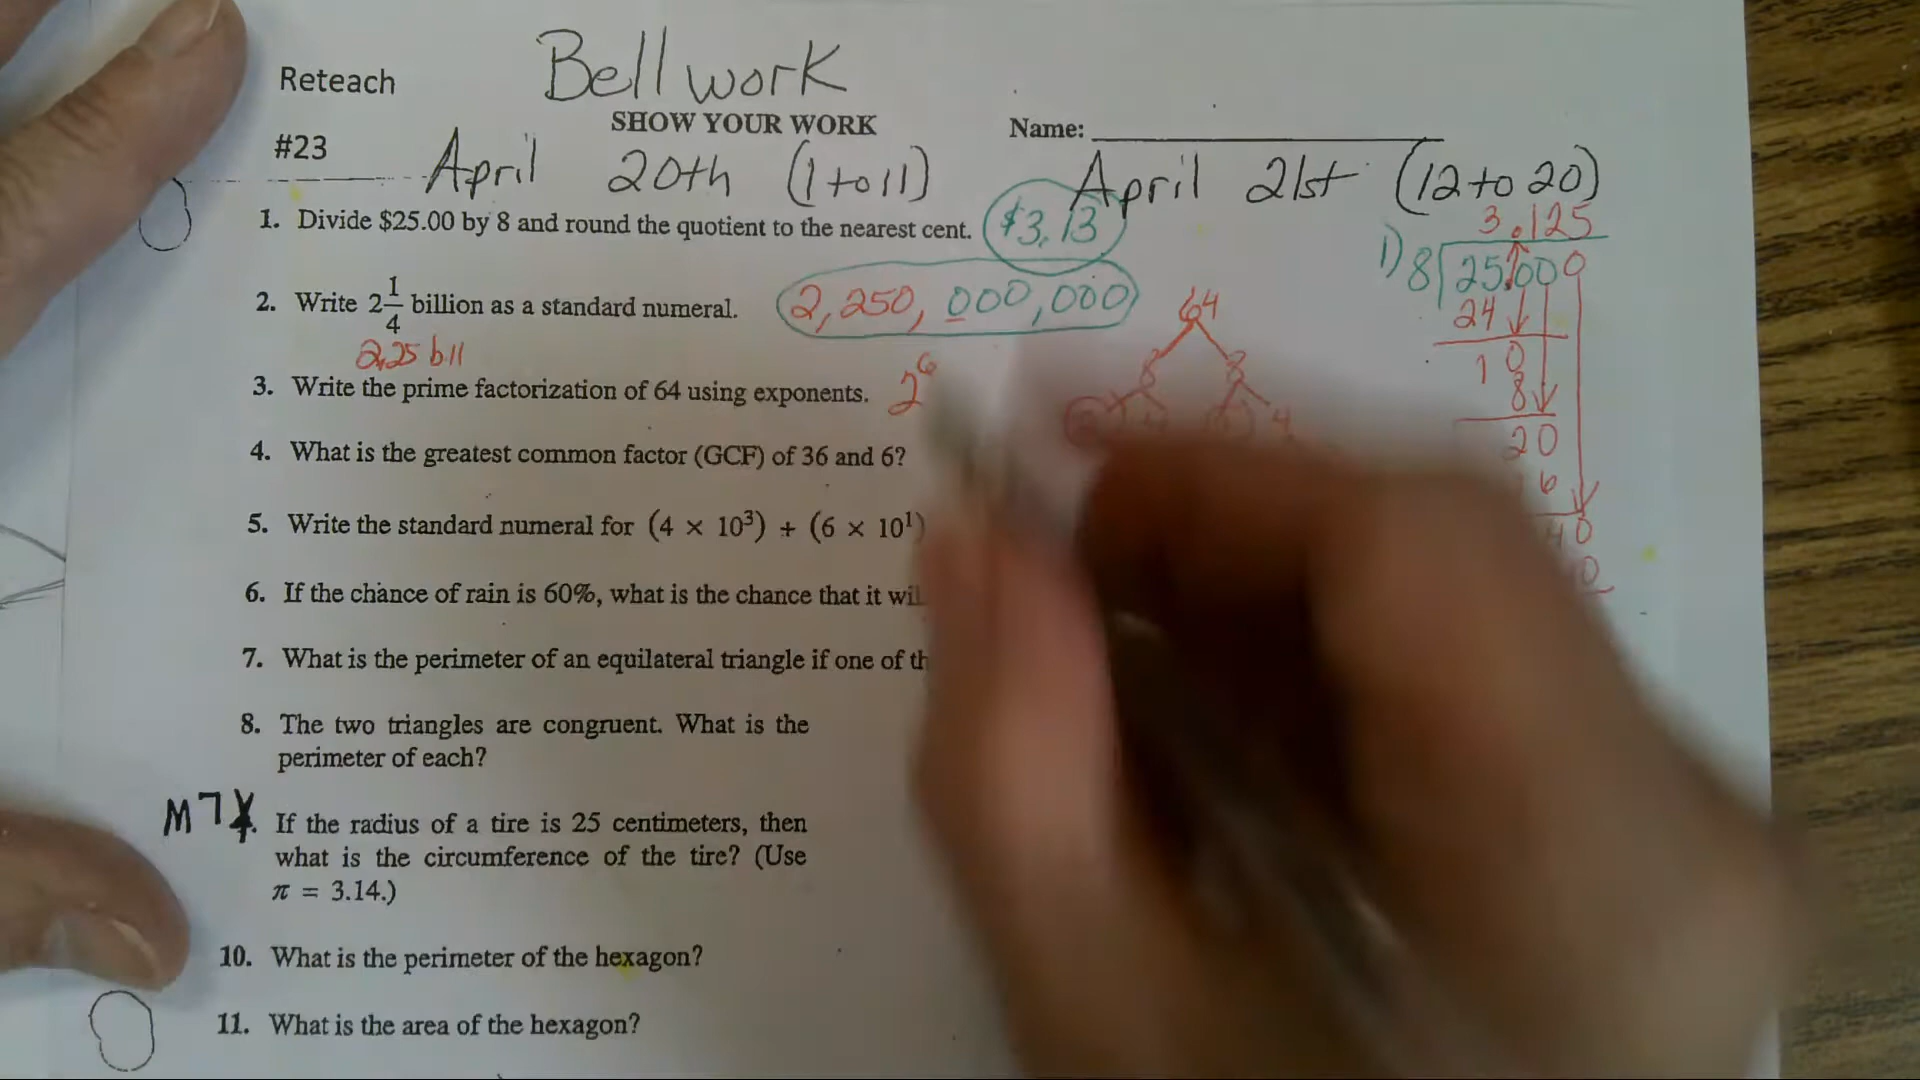 Bell work
Reteach
SHOW YOUR WORK
Name:
#23
April 20th (1 to 11)
April 21st (12 to 20)
1. Divide $25.00 by 8 and round the quotient to the nearest cent. $3.13
3.125
1) 8 25.000
24
10
8
20
40
2. Write 2 1/4 billion as a standard numeral. 2,250,000,000
2.25 bil
64
8 8
4
3. Write the prime factorization of 64 using exponents. 2^6
4. What is the greatest common factor (GCF) of 36 and 6?
5. Write the standard numeral for (4 × 10³) + (6 × 10¹)
6. If the chance of rain is 60%, what is the chance that it
7. What is the perimeter of an equilateral triangle if one of
8. The two triangles are congruent. What is the
perimeter of each?
M7
If the radius of a tire is 25 centimeters, then
what is the circumference of the tire? (Use
π = 3.14.)
10. What is the perimeter of the hexagon?
11. What is the area of the hexagon?